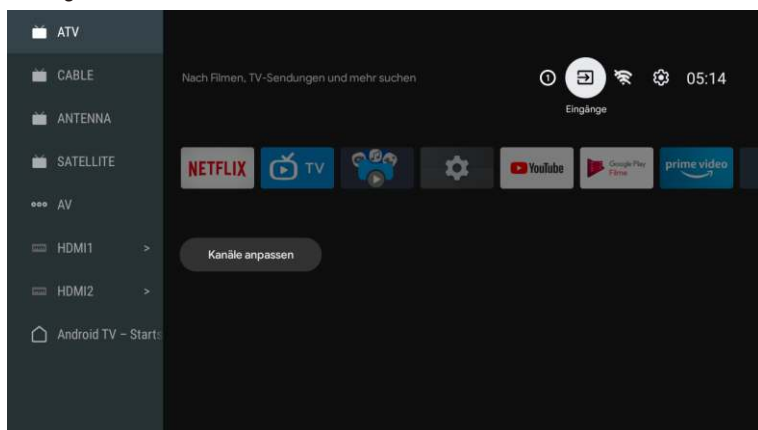 ATV
CABLE
ANTENNA
SATELLITE
AV
HDMI1 >
HDMI2 >
Android TV – Starts
Nach Filmen, TV-Sendungen und mehr suchen
1
05:14
Eingänge
NETFLIX
TV
YouTube
Google Play
Filme
prime video
Kanäle anpassen